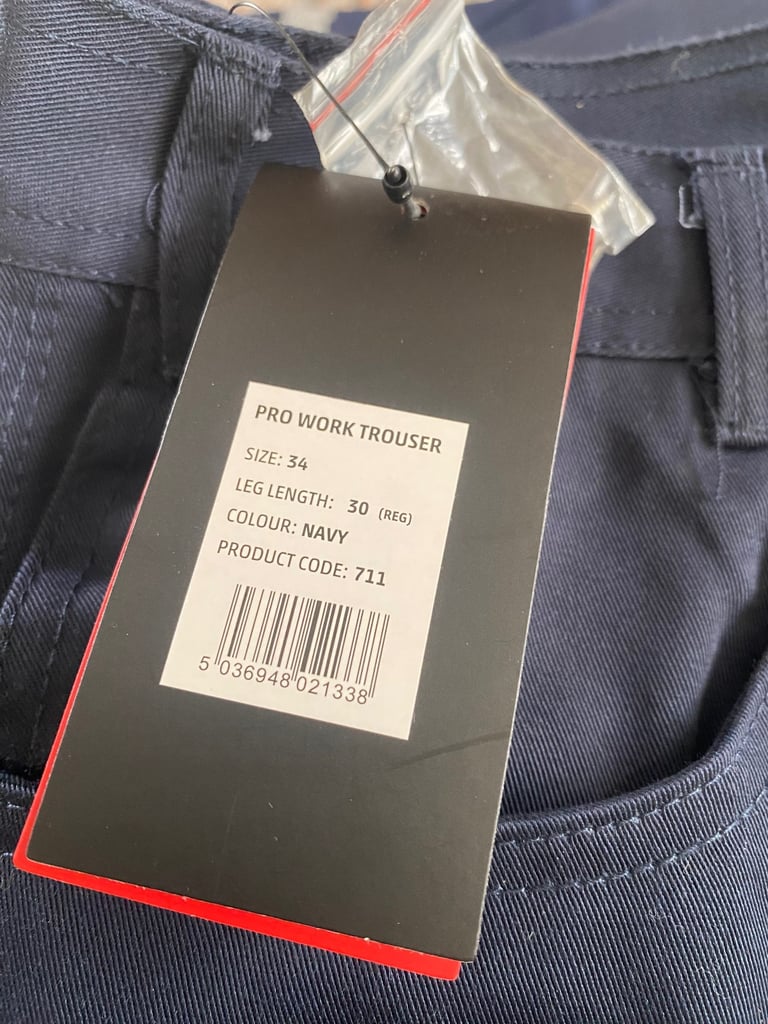 PRO WORK TROUSER
SIZE: 34
LEG LENGTH: 30 (REG)
COLOUR: NAVY
PRODUCT CODE: 711
5 036948 021338